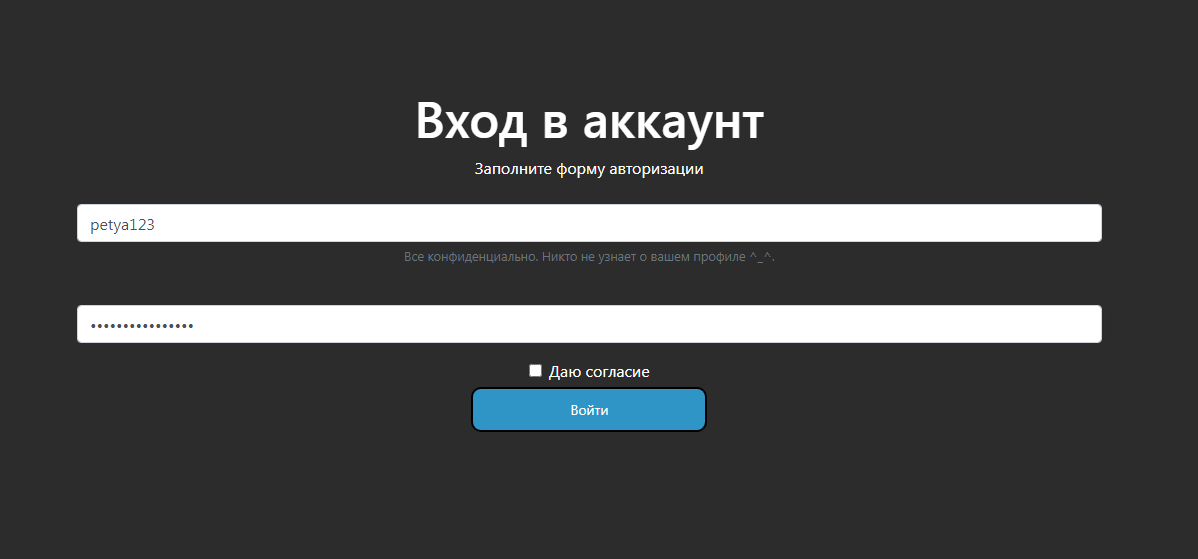 Вход в аккаунт
Заполните форму авторизации
petya123
Все конфиденциально. Никто не узнает о вашем профиле ^_^.
••••••••••••••••
Даю согласие
Войти